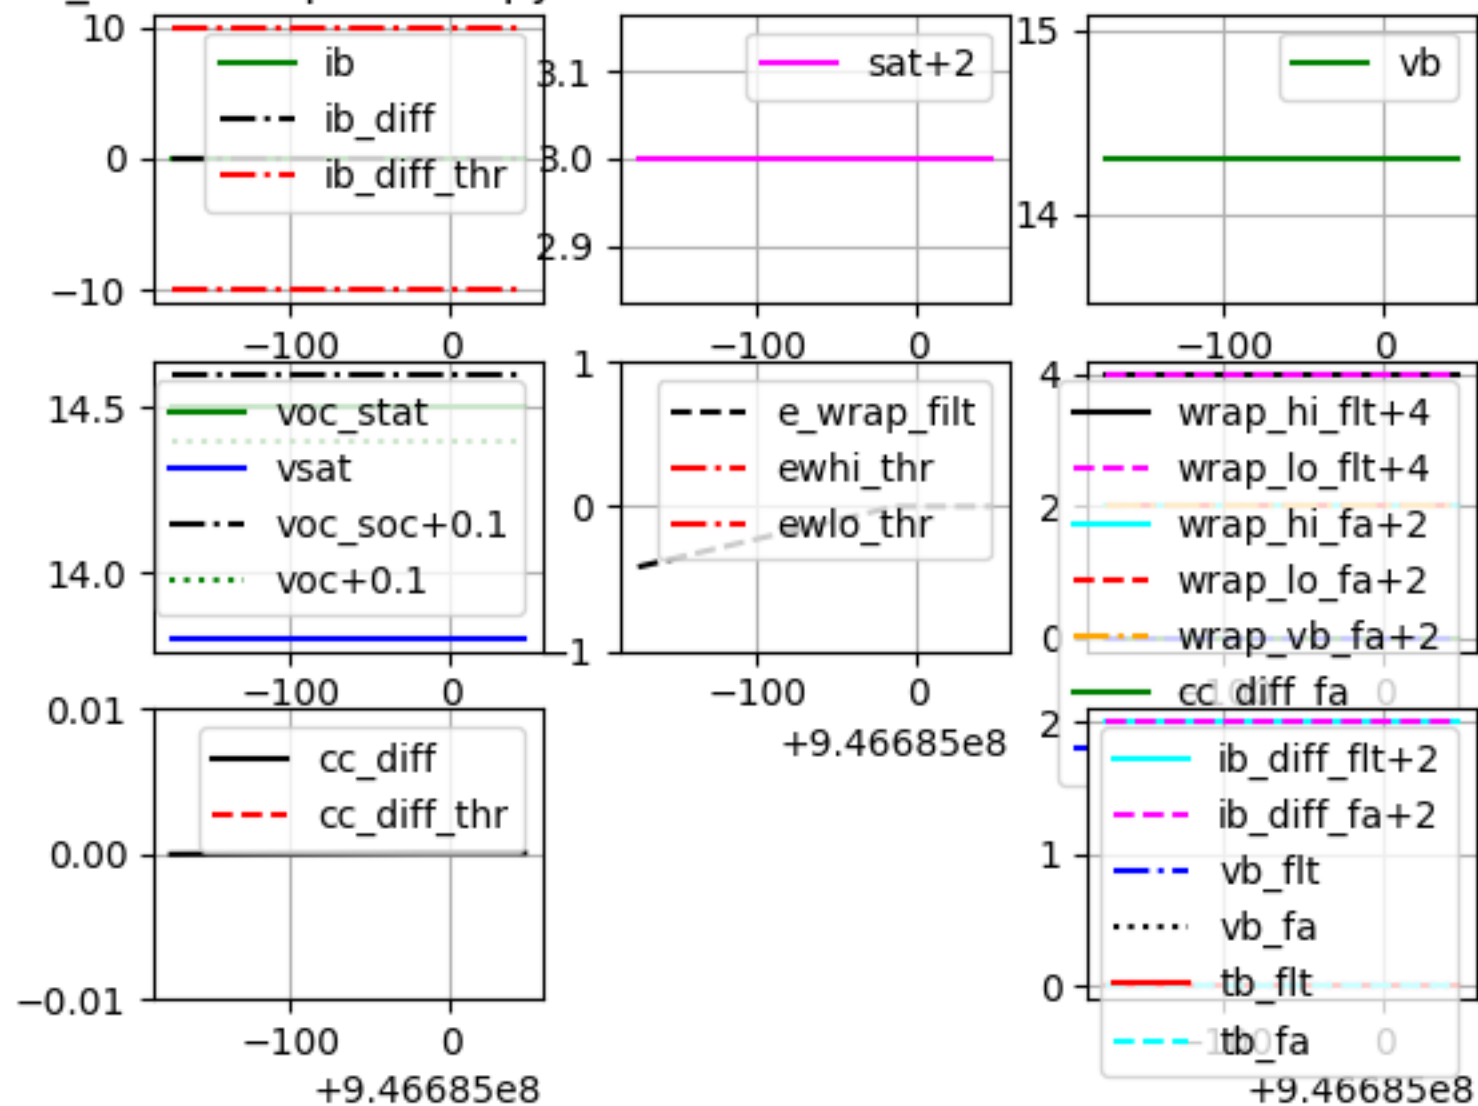 10
0
−10
ib
ib_diff
ib_diff_thr
−100
0
3.1
3.0
2.9
sat+2
−100
0
15
14
vb
−100
0
14.5
14.0
voc_stat
vsat
voc_soc+0.1
voc+0.1
−100
0
1
0
−1
e_wrap_filt
ewhi_thr
ewlo_thr
−100
0
+9.46685e8
4
2
0
wrap_hi_flt+4
wrap_lo_flt+4
wrap_hi_fa+2
wrap_lo_fa+2
wrap_vb_fa+2
cc_diff_fa
−100
0
0.01
0.00
−0.01
cc_diff
cc_diff_thr
−100
0
+9.46685e8
2
1
0
ib_diff_flt+2
ib_diff_fa+2
vb_flt
vb_fa
tb_flt
tb_fa
−100
0
+9.46685e8